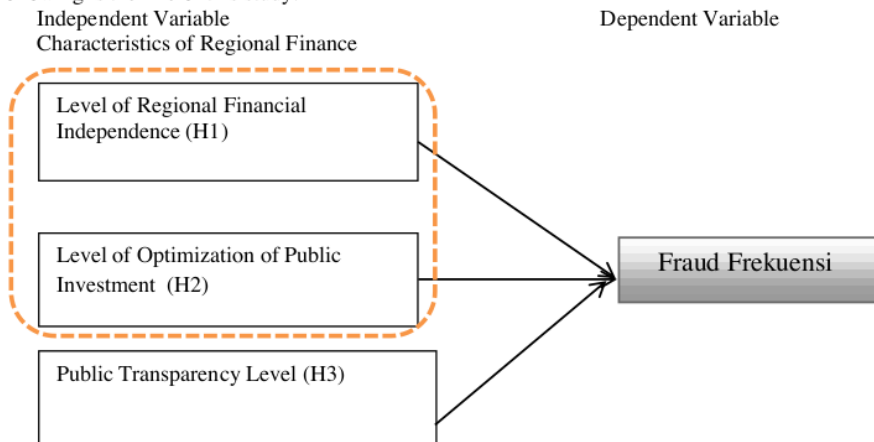 Independent Variable
Dependent Variable
Characteristics of Regional Finance
Level of Regional Financial
Independence (H1)
Level of Optimization of Public
Investment (H2)
Fraud Frekuensi
Public Transparency Level (H3)